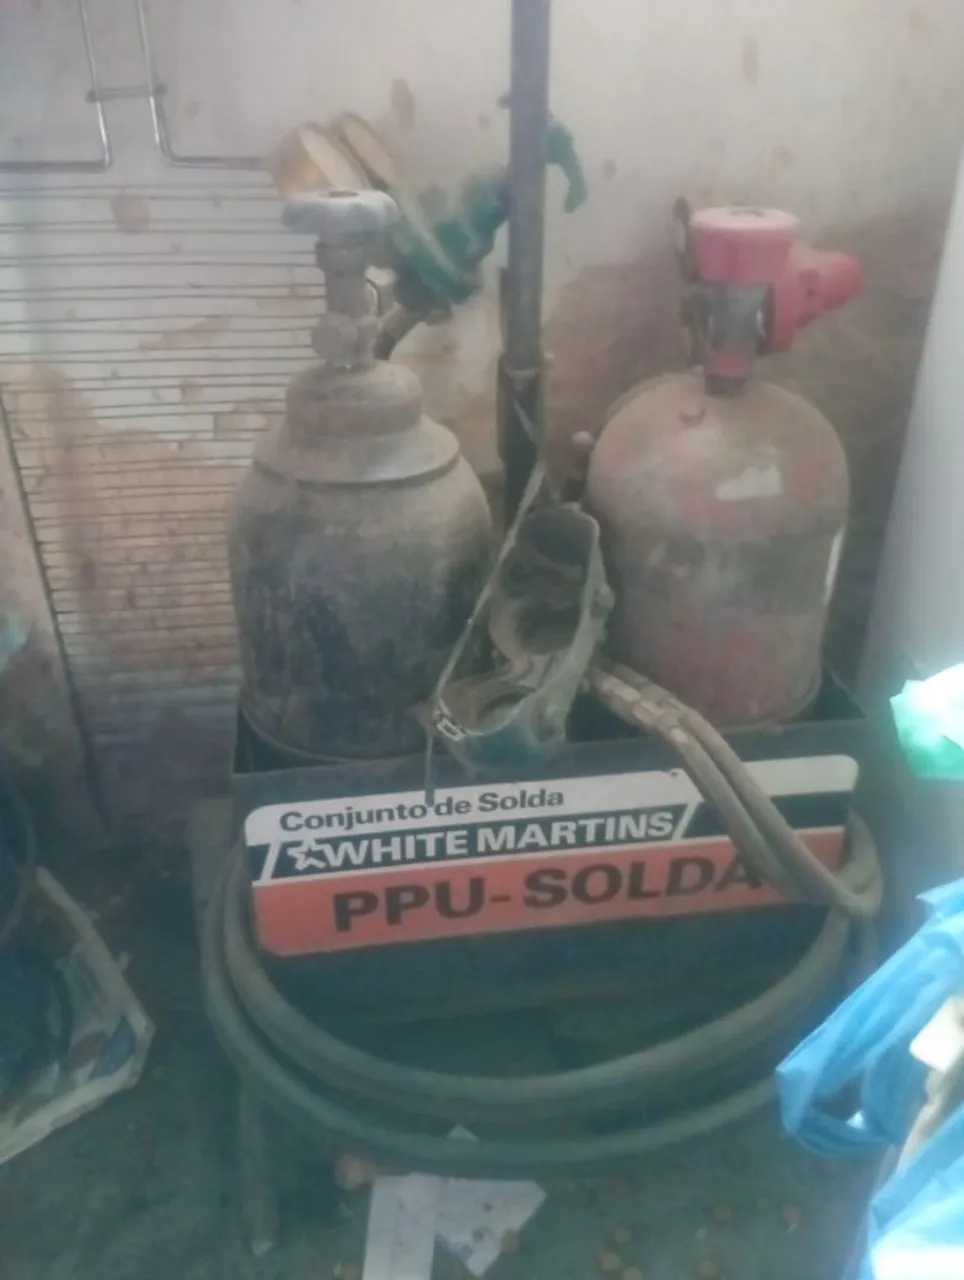 Conjunto de Solda
WHITE MARTINS
PPU-SOLDA